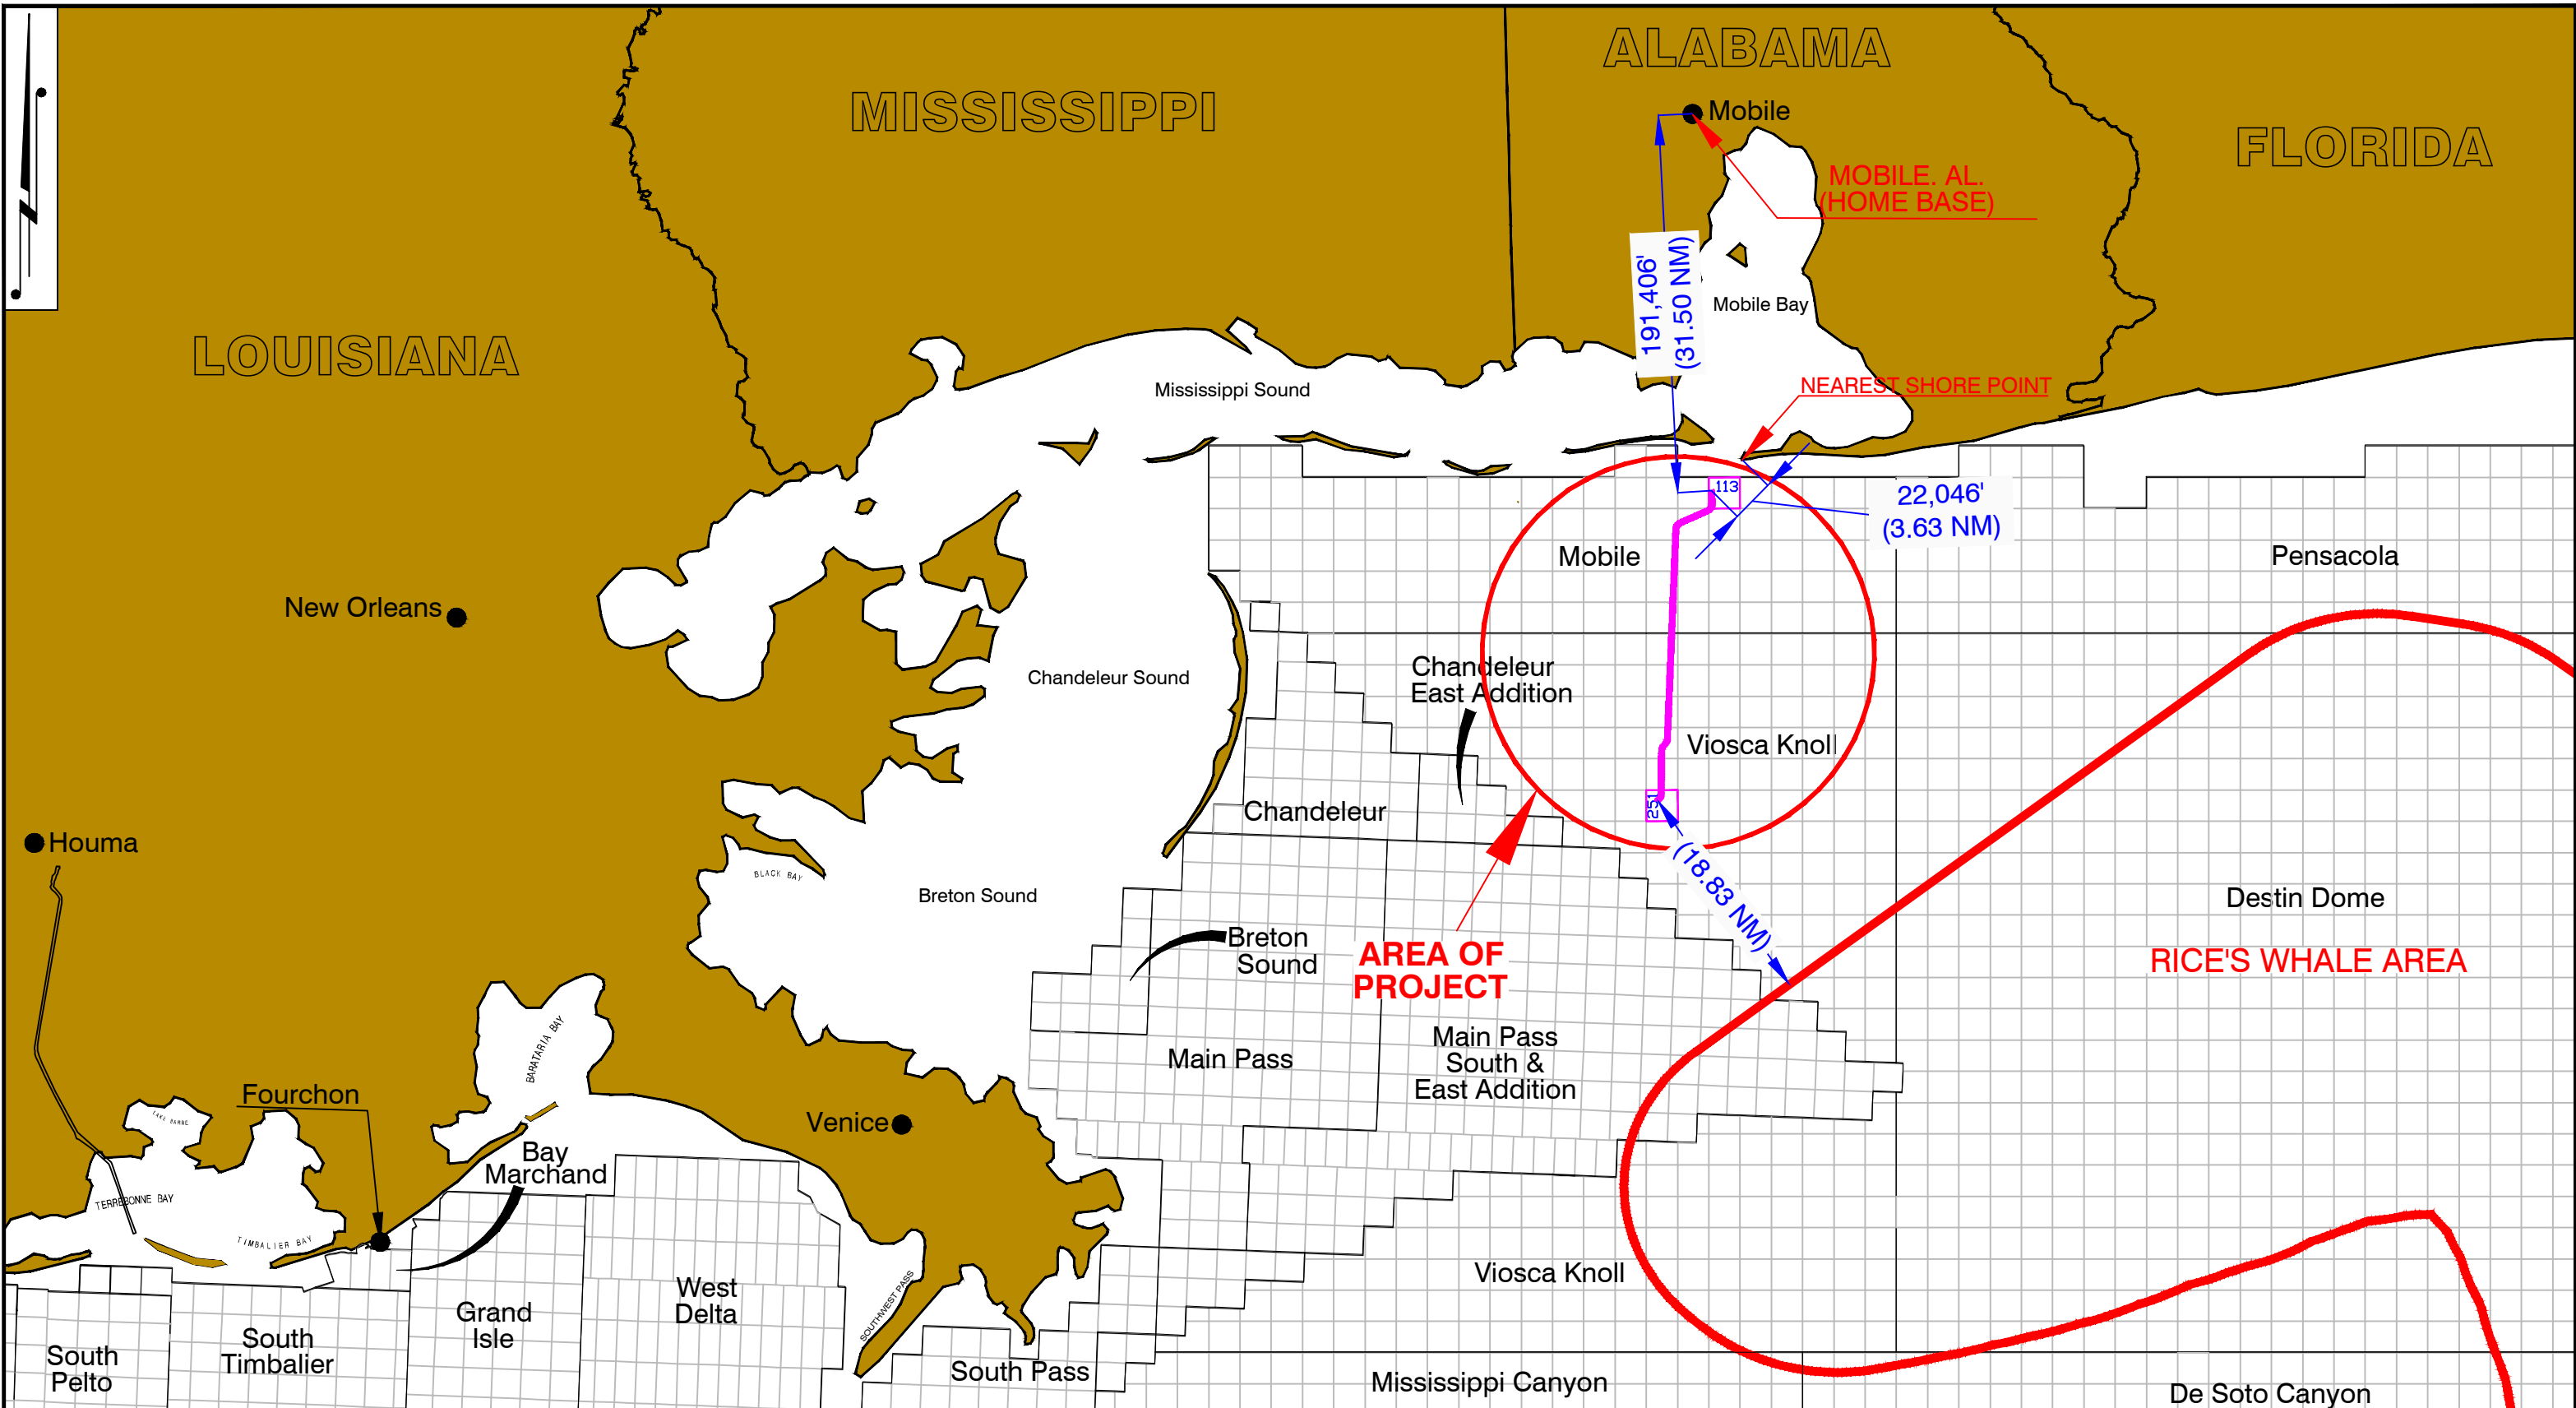 ALABAMA
MISSISSIPPI
Mobile
FLORIDA
MOBILE. AL.
(HOME BASE)
191,406'
(31.50 NM)
Mobile Bay
LOUISIANA
Mississippi Sound
NEAREST SHORE POINT
113
22,046'
(3.63 NM)
Mobile
Pensacola
New Orleans
Chandeleur
East Addition
Chandeleur Sound
Viosca Knoll
251
Chandeleur
Houma
(18.83 NM)
BLACK BAY
Breton Sound
Destin Dome
Breton
Sound
AREA OF
PROJECT
RICE'S WHALE AREA
BARATARIA BAY
Main Pass
Main Pass
South &
East Addition
Fourchon
LAKE BARRE
Venice
Bay
Marchand
TERREBONNE BAY
TIMBALIER BAY
Viosca Knoll
SOUTHWEST PASS
West
Delta
Grand
Isle
South
Timbalier
South
Pelto
South Pass
Mississippi Canyon
De Soto Canyon